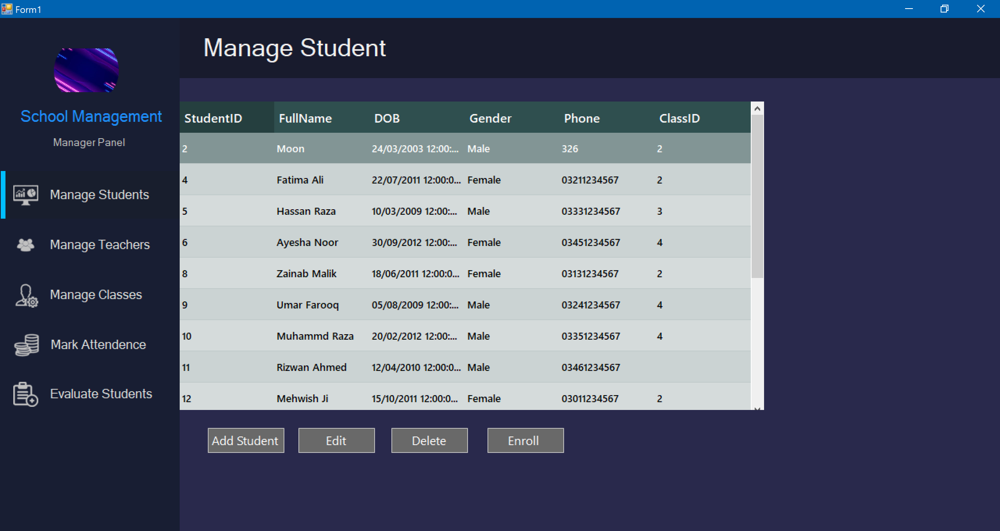 Form1
Manage Student
School Management
Manager Panel
Manage Students
Manage Teachers
Manage Classes
Mark Attendence
Evaluate Students
StudentID FullName DOB Gender Phone ClassID
2 Moon 24/03/2003 12:00:... Male 326 2
4 Fatima Ali 22/07/2011 12:00:0... Female 03211234567 2
5 Hassan Raza 10/03/2009 12:00:... Male 03331234567 3
6 Ayesha Noor 30/09/2012 12:00:... Female 03451234567 4
8 Zainab Malik 18/06/2011 12:00:0... Female 03131234567 2
9 Umar Farooq 05/08/2009 12:00:... Male 03241234567 4
10 Muhammd Raza 20/02/2012 12:00:... Male 03351234567 4
11 Rizwan Ahmed 12/04/2010 12:00:0... Male 03461234567
12 Mehwish Ji 15/10/2011 12:00:0... Female 03011234567 2
Add Student Edit Delete Enroll